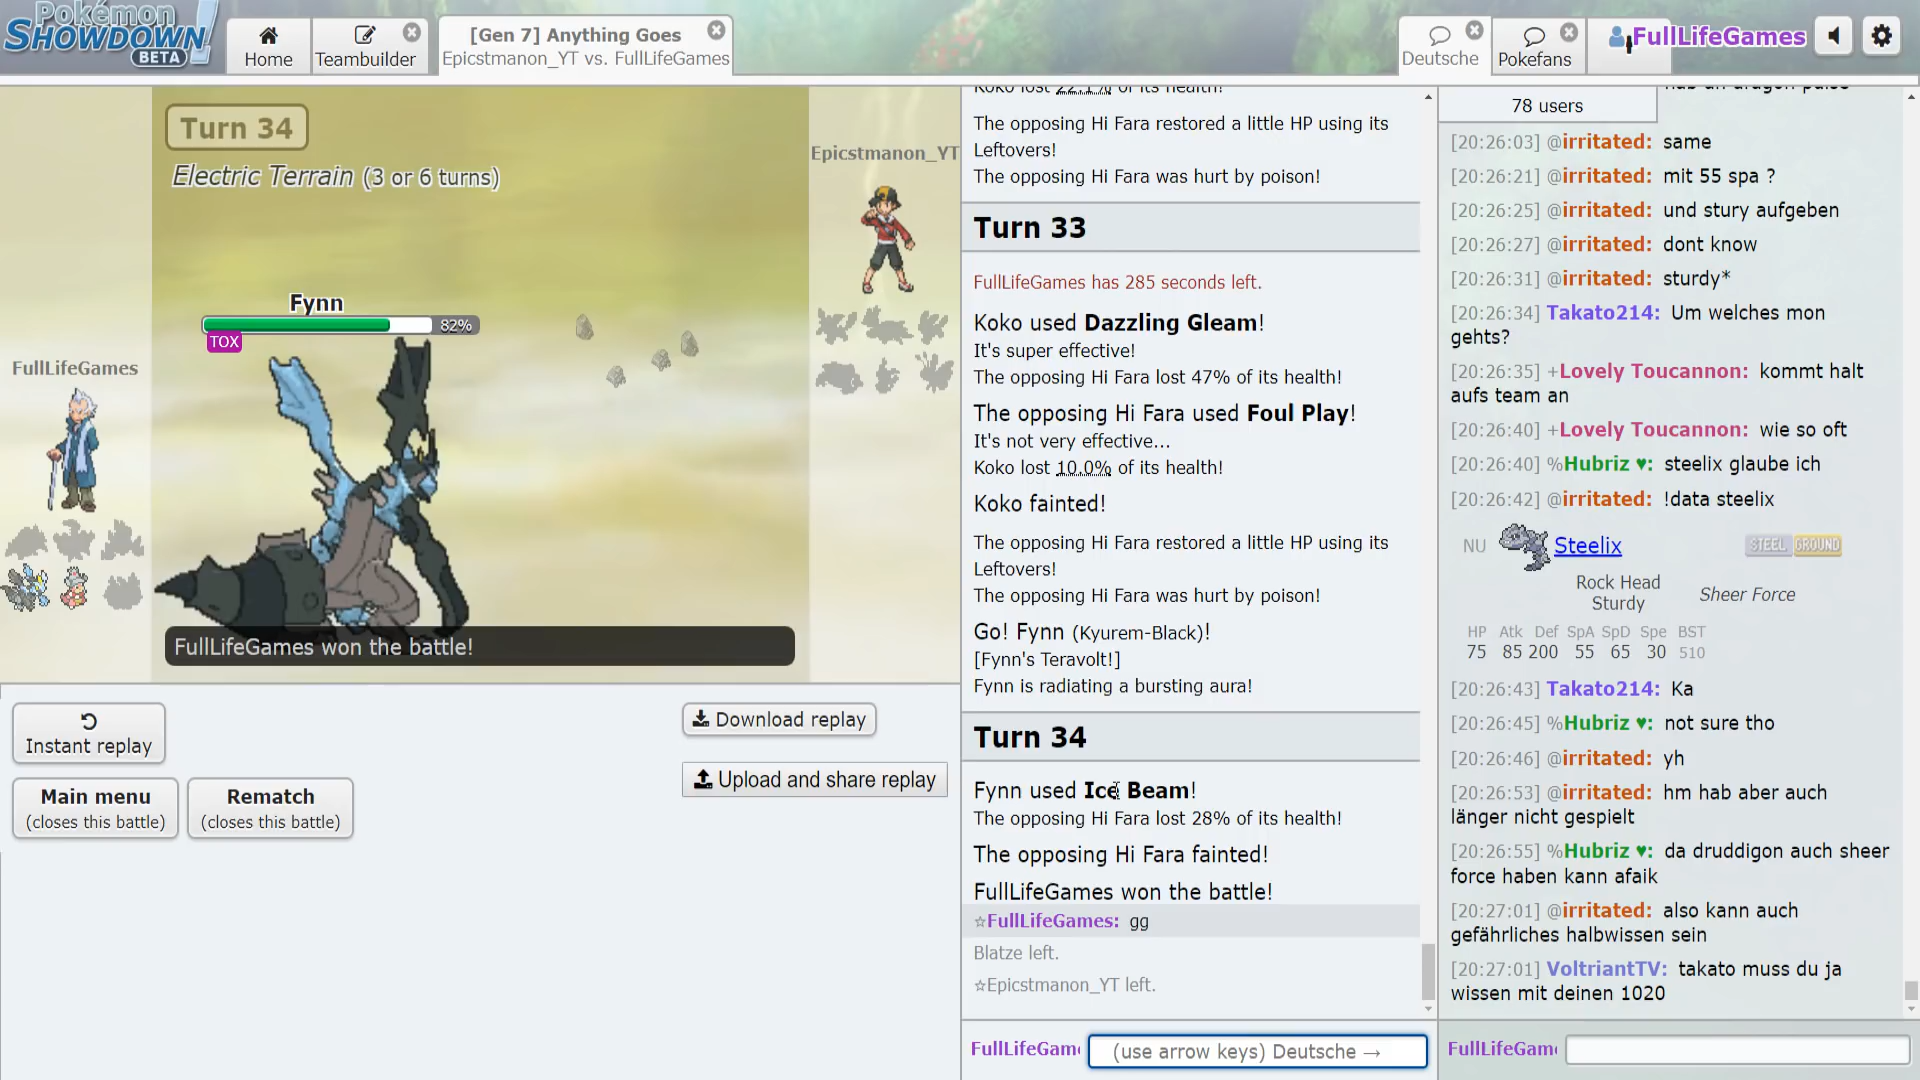 Pokémon
SHOWDOWN!
BETA
Home
Teambuilder
[Gen 7] Anything Goes
Epicstmanon_YT vs. FullLifeGames
Deutsche
Pokefans
FullLifeGames
Turn 34
Electric Terrain (3 or 6 turns)
Epicstmanon_YT
Fynn
82%
TOX
FullLifeGames
FullLifeGames won the battle!
Instant replay
Download replay
Upload and share replay
Main menu
(closes this battle)
Rematch
(closes this battle)
Koko lost 22.1% of its health!
The opposing Hi Fara restored a little HP using its
Leftovers!
The opposing Hi Fara was hurt by poison!
Turn 33
FullLifeGames has 285 seconds left.
Koko used Dazzling Gleam!
It's super effective!
The opposing Hi Fara lost 47% of its health!
The opposing Hi Fara used Foul Play!
It's not very effective...
Koko lost 10.0% of its health!
Koko fainted!
The opposing Hi Fara restored a little HP using its
Leftovers!
The opposing Hi Fara was hurt by poison!
Go! Fynn (Kyurem-Black)!
[Fynn's Teravolt!]
Fynn is radiating a bursting aura!
Turn 34
Fynn used Ice Beam!
The opposing Hi Fara lost 28% of its health!
The opposing Hi Fara fainted!
FullLifeGames won the battle!
☆FullLifeGames: gg
Blatze left.
☆Epicstmanon_YT left.
FullLifeGam
(use arrow keys) Deutsche →
78 users
hab an dragon pulse
[20:26:03] @irritated: same
[20:26:21] @irritated: mit 55 spa ?
[20:26:25] @irritated: und stury aufgeben
[20:26:27] @irritated: dont know
[20:26:31] @irritated: sturdy*
[20:26:34] Takato214: Um welches mon
gehts?
[20:26:35] +Lovely Toucannon: kommt halt
aufs team an
[20:26:40] +Lovely Toucannon: wie so oft
[20:26:40] %Hubriz ♥: steelix glaube ich
[20:26:42] @irritated: !data steelix
NU Steelix STEEL GROUND
Rock Head
Sturdy
Sheer Force
HP Atk Def SpA SpD Spe BST
75 85 200 55 65 30 510
[20:26:43] Takato214: Ka
[20:26:45] %Hubriz ♥: not sure tho
[20:26:46] @irritated: yh
[20:26:53] @irritated: hm hab aber auch
länger nicht gespielt
[20:26:55] %Hubriz ♥: da druddigon auch sheer
force haben kann afaik
[20:27:01] @irritated: also kann auch
gefährliches halbwissen sein
[20:27:01] VoltriantTV: takato muss du ja
wissen mit deinen 1020
FullLifeGam